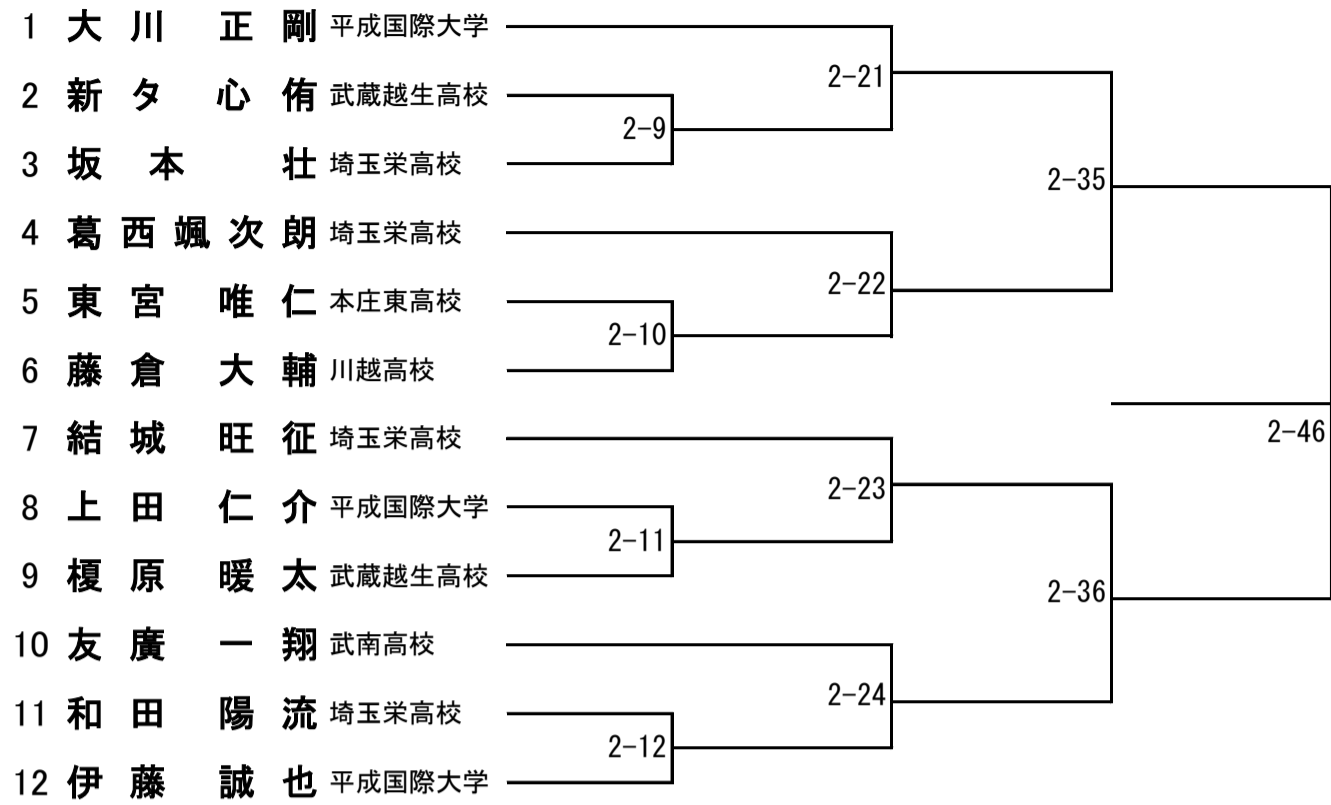 1 大川 正剛 平成国際大学
2-21
2 新タ 心侑 武蔵越生高校
2-9
3 坂本 壮 埼玉栄高校
2-35
4 葛西颯次朗 埼玉栄高校
2-22
5 東宮 唯仁 本庄東高校
2-10
6 藤倉 大輔 川越高校
7 結城 旺征 埼玉栄高校
2-46
2-23
8 上田 仁介 平成国際大学
2-11
9 榎原 暖太 武蔵越生高校
2-36
10 友廣 一翔 武南高校
2-24
11 和田 陽流 埼玉栄高校
2-12
12 伊藤 誠也 平成国際大学